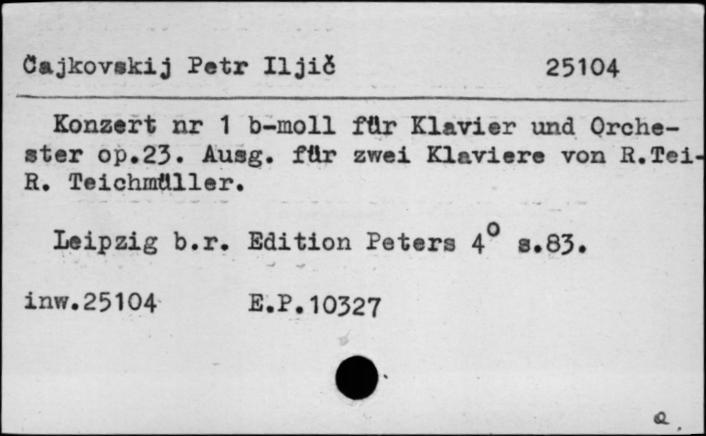 Čajkovskij Petr Iljič 25104
Konzert nr 1 b-moll für Klavier und Orche-
ster op.23. Ausg. für zwei Klaviere von R.Tei-
R. Teichmüller.
Leipzig b.r. Edition Peters 4° s.83.
inw.25104 E.P.10327
a.